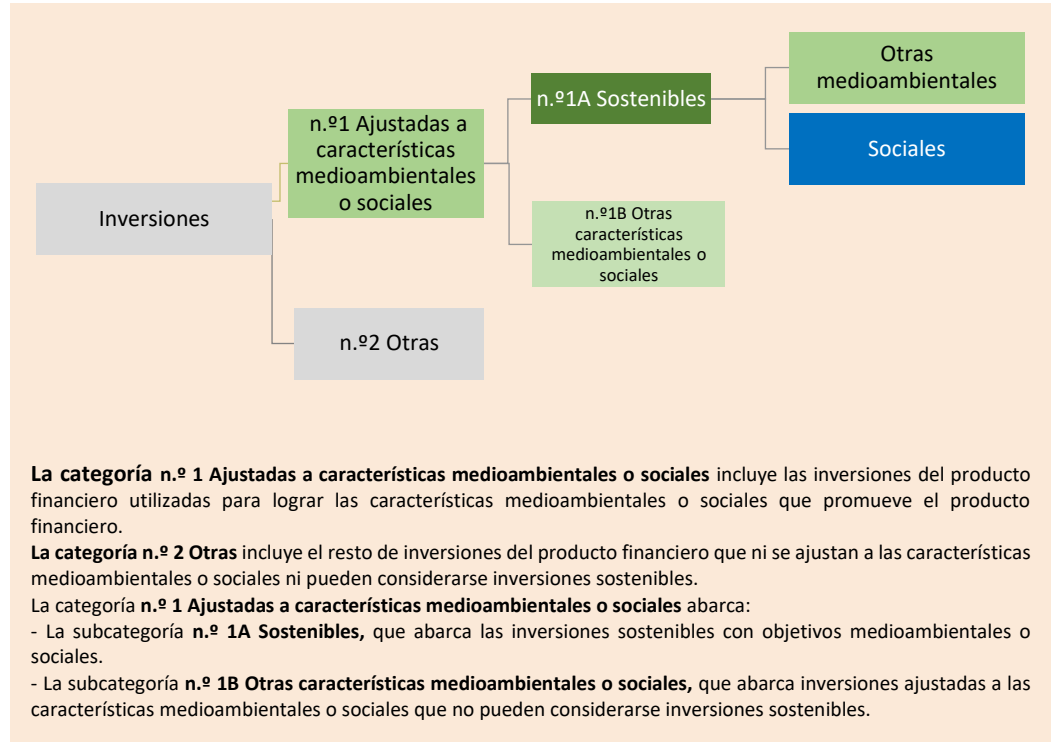 Otras
medioambientales
n.º1A Sostenibles
n.º1 Ajustadas a
características
medioambientales
o sociales
Sociales
Inversiones
n.º1B Otras
características
medioambientales o
sociales
n.º2 Otras
La categoría n.º 1 Ajustadas a características medioambientales o sociales incluye las inversiones del producto
financiero utilizadas para lograr las características medioambientales o sociales que promueve el producto
financiero.
La categoría n.º 2 Otras incluye el resto de inversiones del producto financiero que ni se ajustan a las características
medioambientales o sociales ni pueden considerarse inversiones sostenibles.
La categoría n.º 1 Ajustadas a características medioambientales o sociales abarca:
- La subcategoría n.º 1A Sostenibles, que abarca las inversiones sostenibles con objetivos medioambientales o
sociales.
- La subcategoría n.º 1B Otras características medioambientales o sociales, que abarca inversiones ajustadas a las
características medioambientales o sociales que no pueden considerarse inversiones sostenibles.